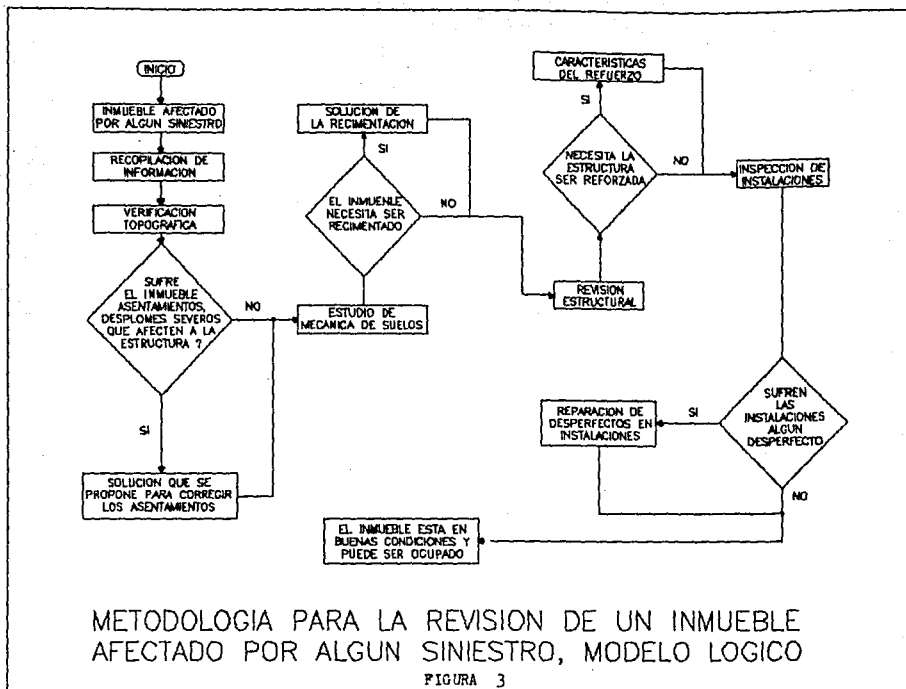 INICIO
INMUEBLE AFECTADO
POR ALGUN SINIESTRO
RECOPILACION DE
INFORMACION
VERIFICACION
TOPOGRAFICA
SUFRE
EL INMUEBLE
ASENTAMIENTOS,
DESPLOMES SEVEROS
QUE AFECTEN A LA
ESTRUCTURA ?
NO
SI
SOLUCION QUE SE
PROPONE PARA CORREGIR
LOS ASENTAMIENTOS
ESTUDIO DE
MECANICA DE SUELOS
EL INMUENLE
NECESITA SER
RECIMENTADO
SI
NO
SOLUCION DE
LA RECIMENTACION
REVISION
ESTRUCTURAL
NECESITA LA
ESTRUCTURA
SER REFORZADA
SI
NO
CARACTERISTICAS
DEL REFUERZO
INSPECCION DE
INSTALACIONES
SUFREN
LAS
INSTALACIONES
ALGUN
DESPERFECTO
SI
NO
REPARACION DE
DESPERFECTOS EN
INSTALACIONES
EL INMUEBLE ESTA EN
BUENAS CONDICIONES Y
PUEDE SER OCUPADO
METODOLOGIA PARA LA REVISION DE UN INMUEBLE
AFECTADO POR ALGUN SINIESTRO, MODELO LOGICO
FIGURA 3